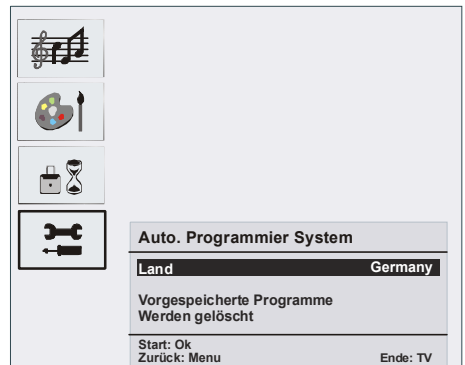 Auto. Programmier System
Land Germany
Vorgespeicherte Programme
Werden gelöscht
Start: Ok
Zurück: Menu Ende: TV